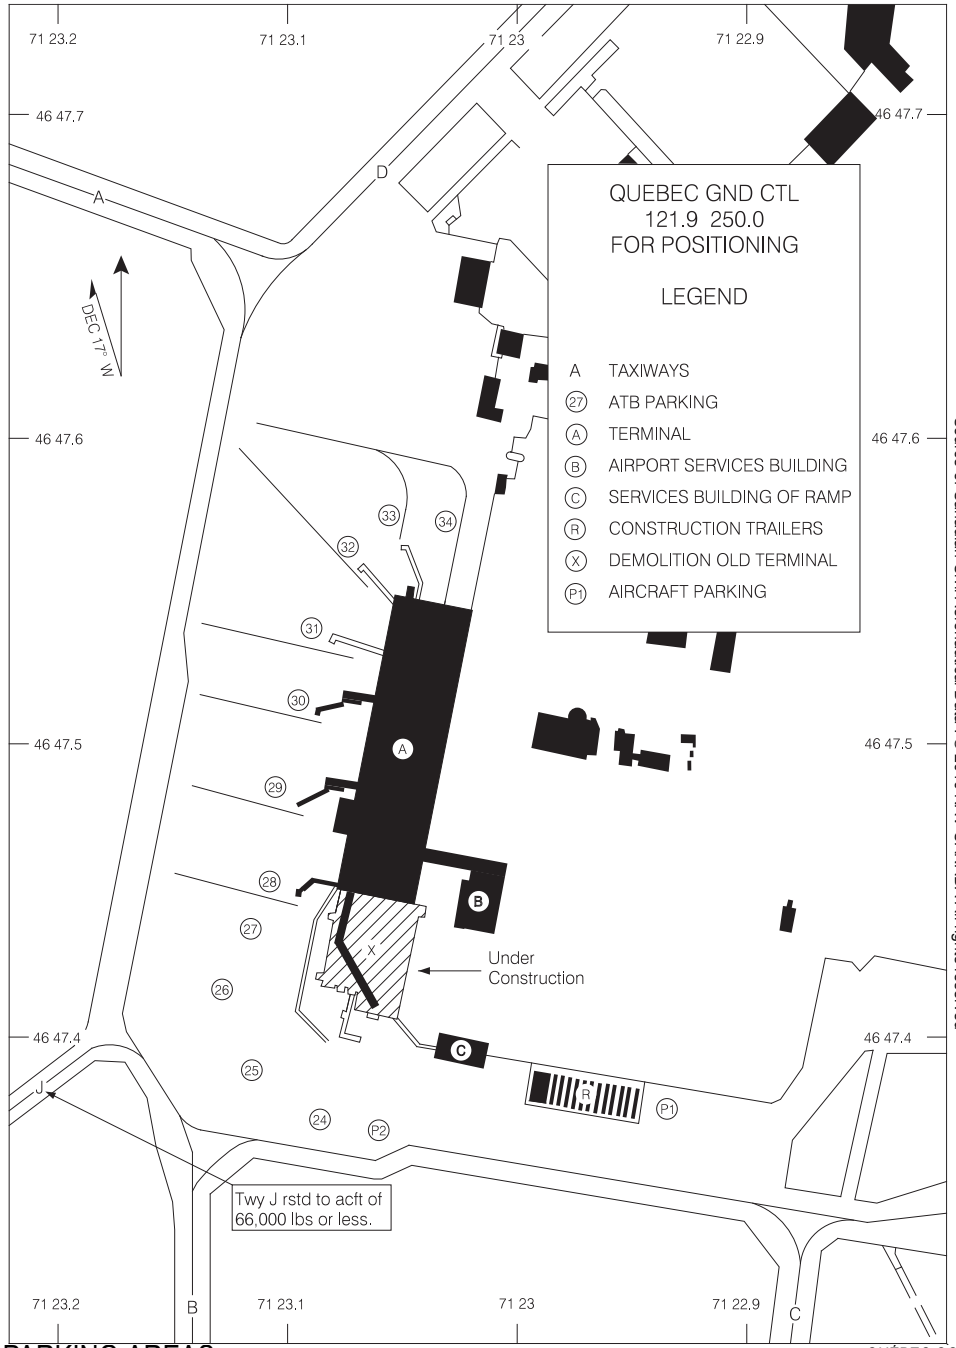 71 23.2
71 23.1
71 23
71 22.9
46 47.7
46 47.7
D
A
QUEBEC GND CTL
121.9 250.0
FOR POSITIONING
LEGEND
A TAXIWAYS
27 ATB PARKING
A TERMINAL
B AIRPORT SERVICES BUILDING
C SERVICES BUILDING OF RAMP
R CONSTRUCTION TRAILERS
X DEMOLITION OLD TERMINAL
P1 AIRCRAFT PARKING
DEC 17° W
46 47.6
46 47.6
33
34
32
31
30
46 47.5
A
46 47.5
29
28
B
27
X
Under
Construction
26
46 47.4
46 47.4
C
25
J
R
P1
24
P2
Twy J rstd to acft of
66,000 lbs or less.
71 23.2
71 23.1
71 23
71 22.9
B
C
PARKING AREAS